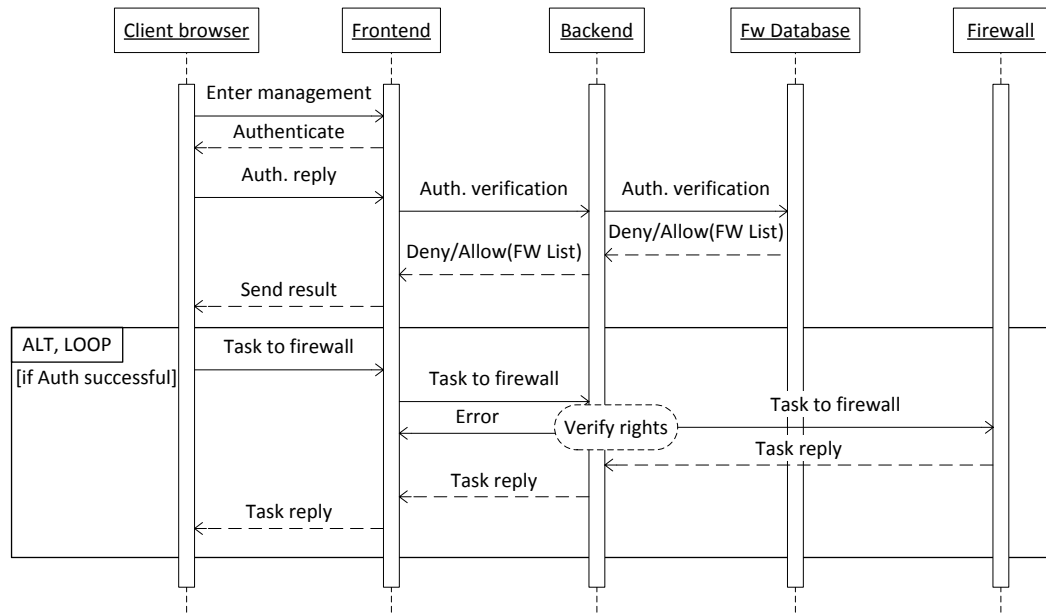 Client browser
Frontend
Backend
Fw Database
Firewall
Enter management
Authenticate
Auth. reply
Auth. verification
Auth. verification
Deny/Allow(FW List)
Deny/Allow(FW List)
Send result
ALT, LOOP
[if Auth successful]
Task to firewall
Task to firewall
Error
Verify rights
Task to firewall
Task reply
Task reply
Task reply